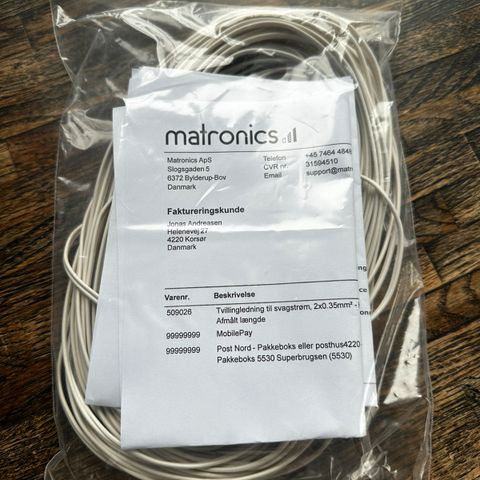 matronics
Matronics ApS
Slogsgaden 5
6372 Bylderup-Bov
Danmark
Telefon +45 7464 4848
CVR nr. 31594510
Email support@matr
Faktureringskunde
Jonas Andreasen
Helenevej 27
4220 Korsør
Danmark
Varenr. Beskrivelse
509026 Tvillingledning til svagstrøm, 2x0.35mm² -
Afmålt længde
99999999 MobilePay
99999999 Post Nord - Pakkeboks eller posthus4220
Pakkeboks 5530 Superbrugsen (5530)